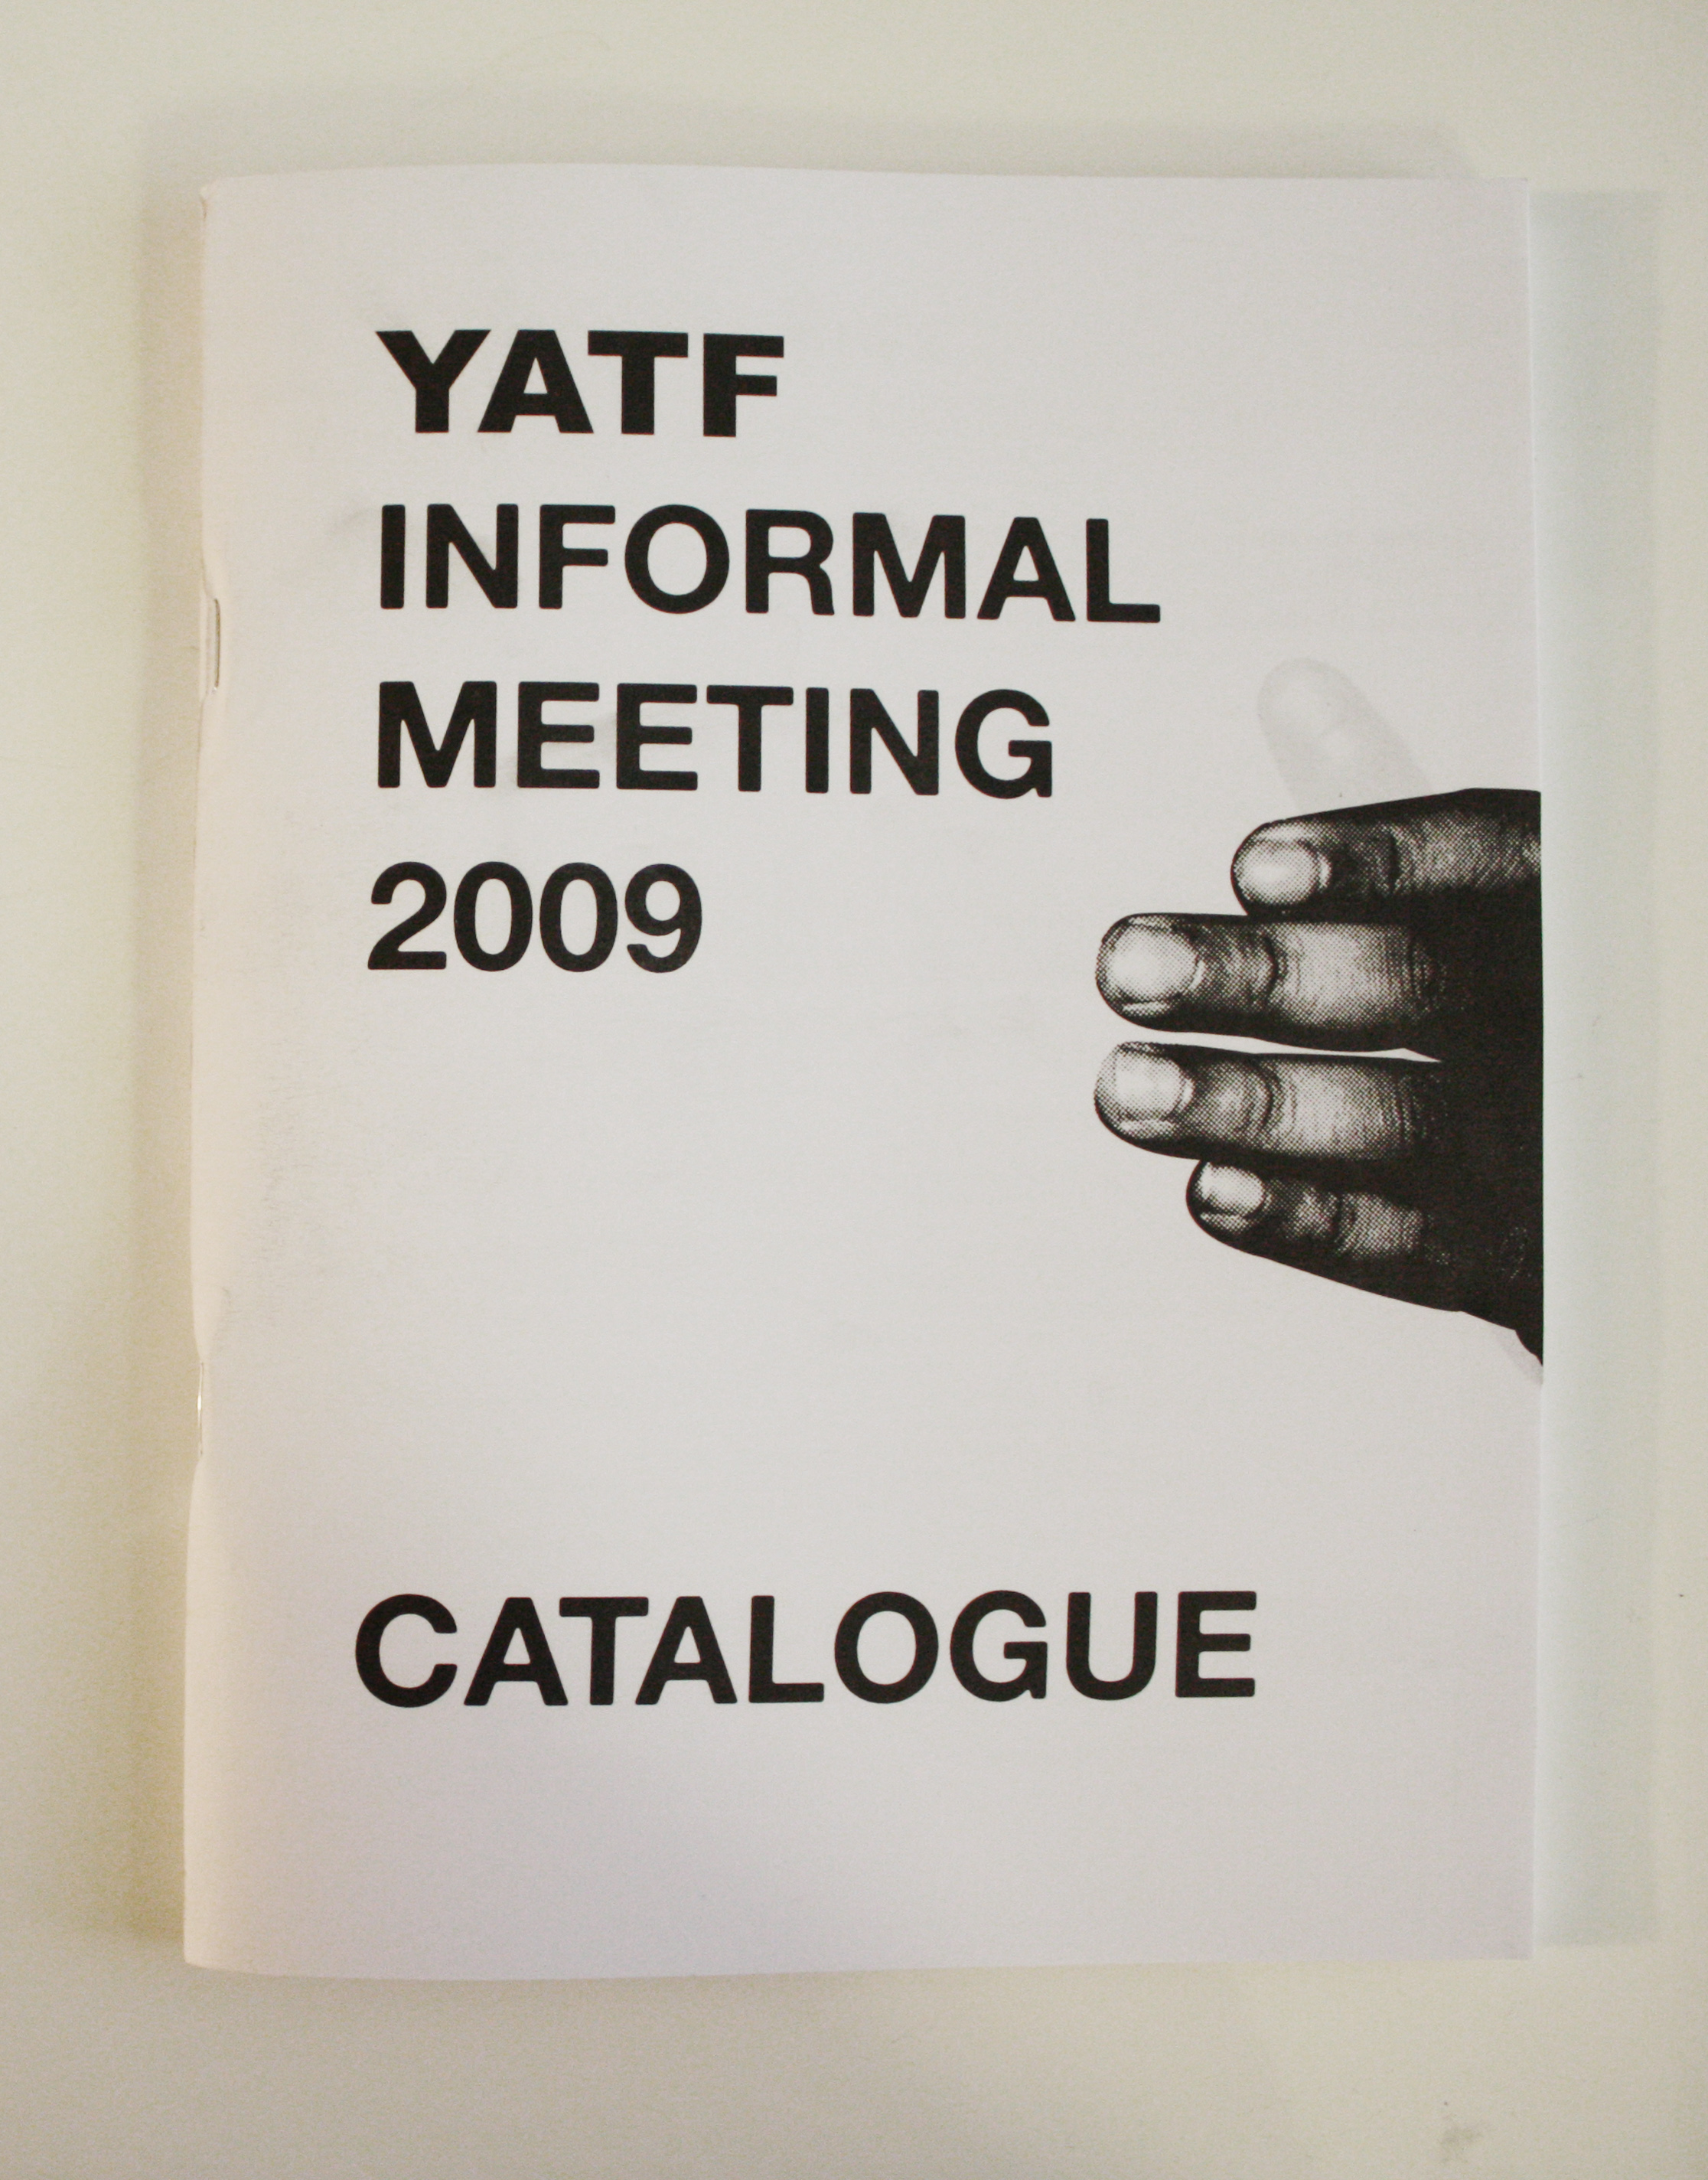 YATF
INFORMAL
MEETING
2009
CATALOGUE